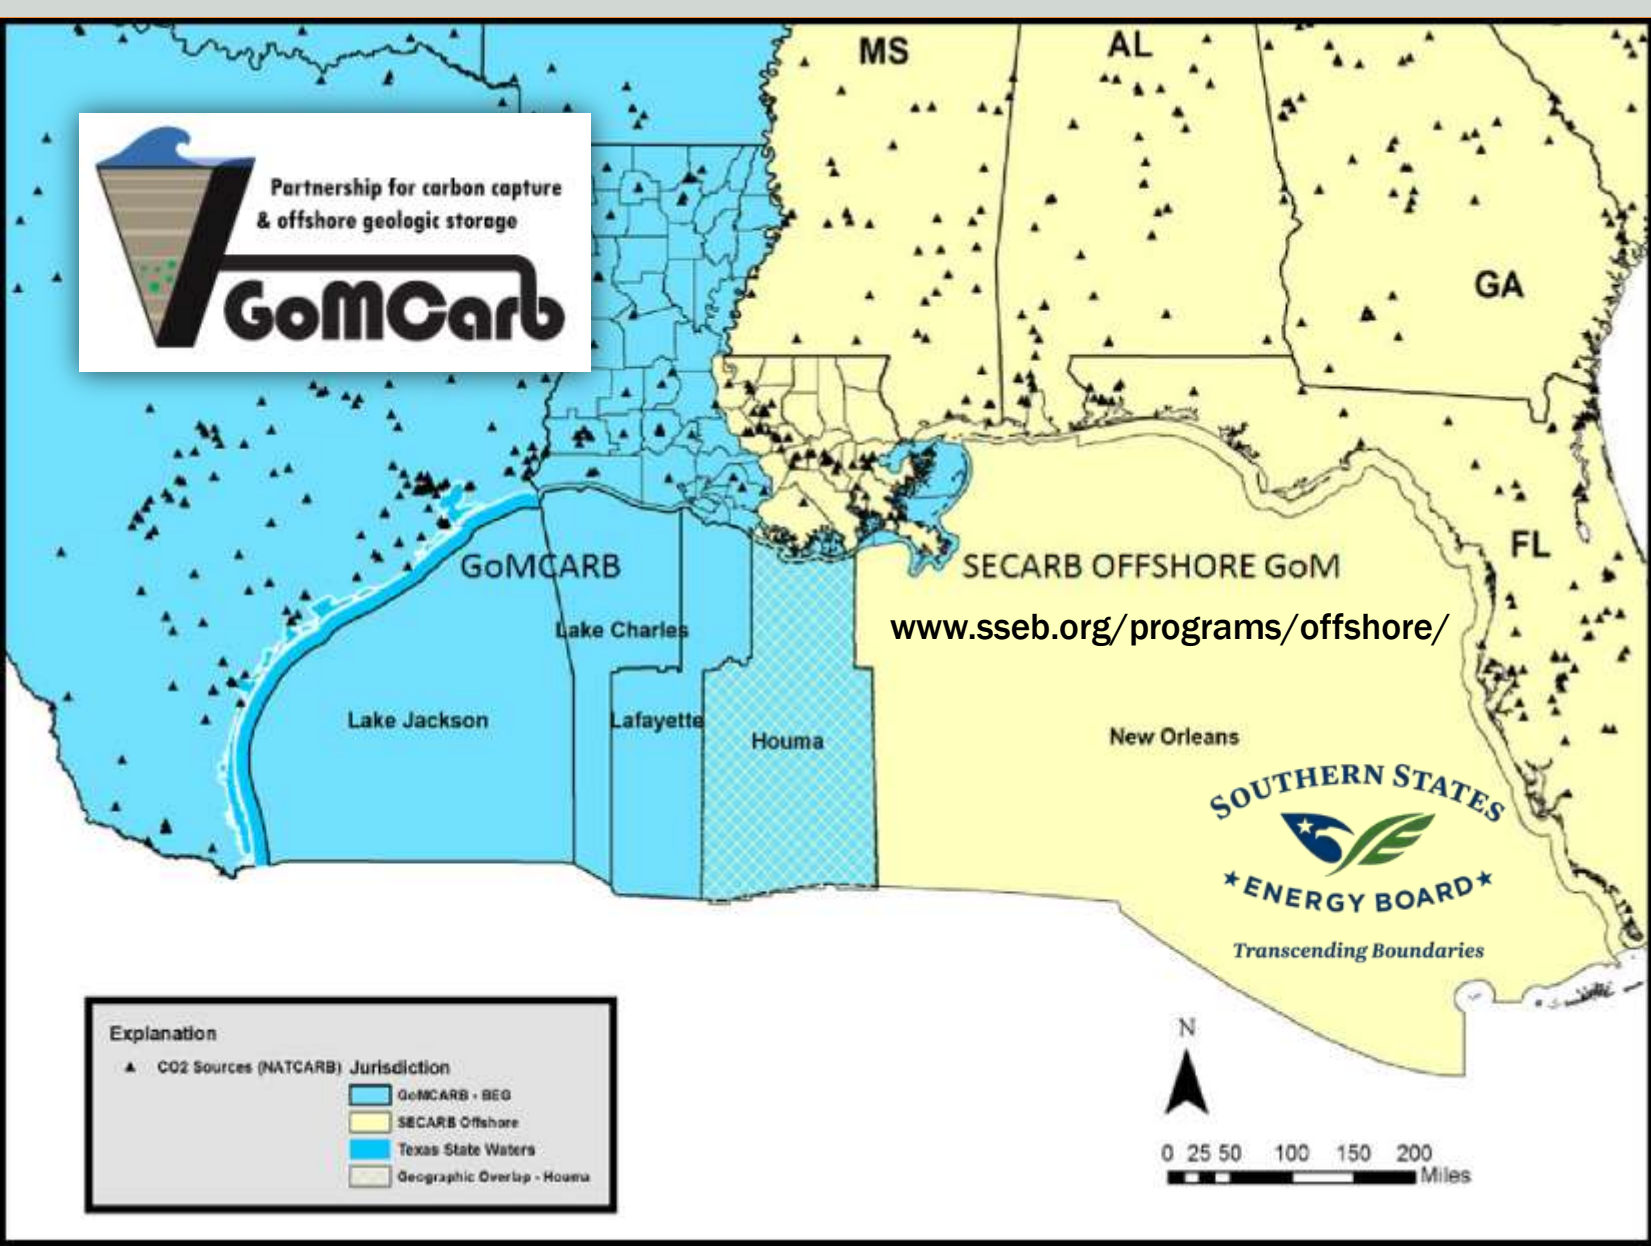 MS
AL
Partnership for carbon capture
& offshore geologic storage
GoMCarb
GA
FL
GoMCARB
SECARB OFFSHORE GoM
www.sseb.org/programs/offshore/
Lake Charles
Lake Jackson
Lafayette
Houma
New Orleans
SOUTHERN STATES
ENERGY BOARD
Transcending Boundaries
Explanation
CO2 Sources (NATCARB)
Jurisdiction
GoMCARB - BEG
SECARB Offshore
Texas State Waters
Geographic Overlap - Houma
N
0 25 50 100 150 200
Miles